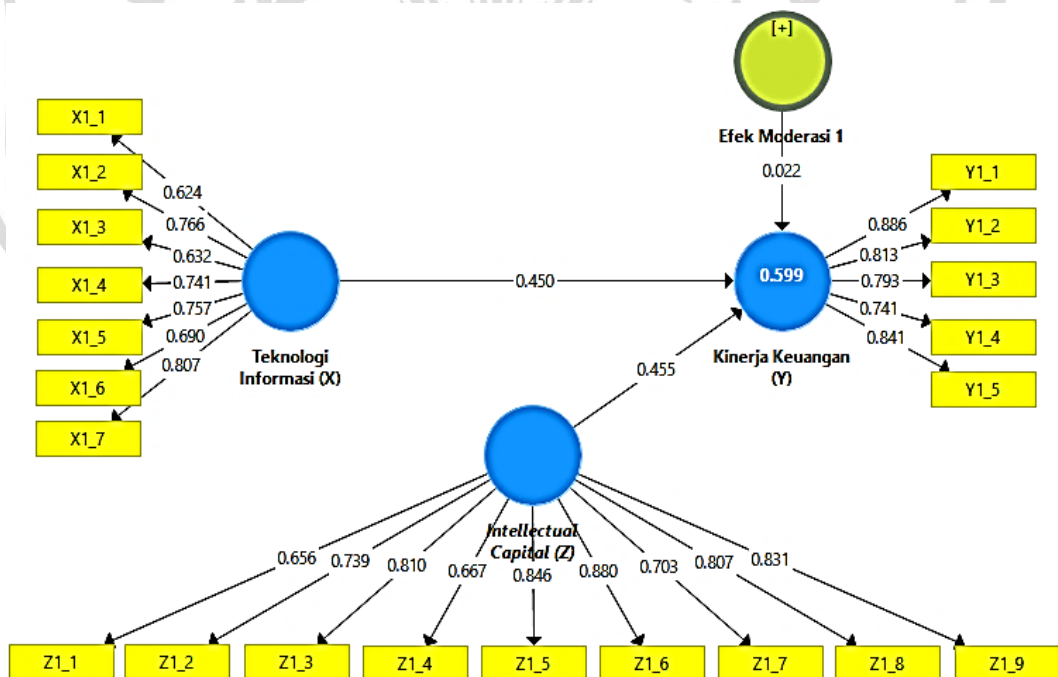 [+]
Efek Moderasi 1
0.022
X1_1
X1_2
X1_3
X1_4
X1_5
X1_6
X1_7
0.624
0.766
0.632
0.741
0.757
0.690
0.807
Teknologi
Informasi (X)
0.450
0.599
Kinerja Keuangan
(Y)
0.886
0.813
0.793
0.741
0.841
Y1_1
Y1_2
Y1_3
Y1_4
Y1_5
0.455
Intellectual
Capital (Z)
0.656
0.739
0.810
0.667
0.846
0.880
0.703
0.807
0.831
Z1_1
Z1_2
Z1_3
Z1_4
Z1_5
Z1_6
Z1_7
Z1_8
Z1_9